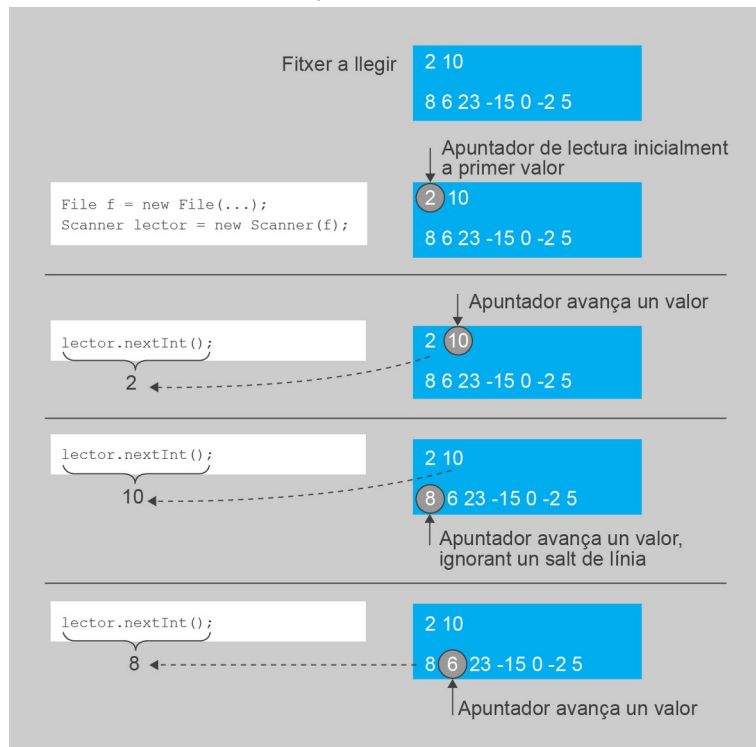 Fitxer a llegir
2 10
8 6 23 -15 0 -2 5
Apuntador de lectura inicialment
a primer valor
File f = new File(...);
Scanner lector = new Scanner(f);
2 10
8 6 23 -15 0 -2 5
Apuntador avança un valor
lector.nextInt();
2
2 10
8 6 23 -15 0 -2 5
lector.nextInt();
10
2 10
8 6 23 -15 0 -2 5
Apuntador avança un valor,
ignorant un salt de línia
lector.nextInt();
8
2 10
8 6 23 -15 0 -2 5
Apuntador avança un valor